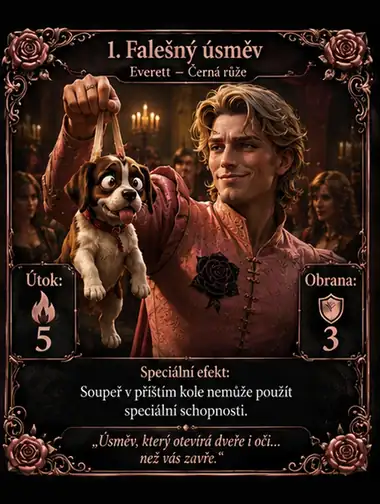 1. Falešný úsměv
Everett – Černá růže
Útok:
5
Obrana:
3
Speciální efekt:
Soupeř v příštím kole nemůže použít
speciální schopnosti.
„Úsměv, který otevírá dveře i oči...
než vás zavře.“